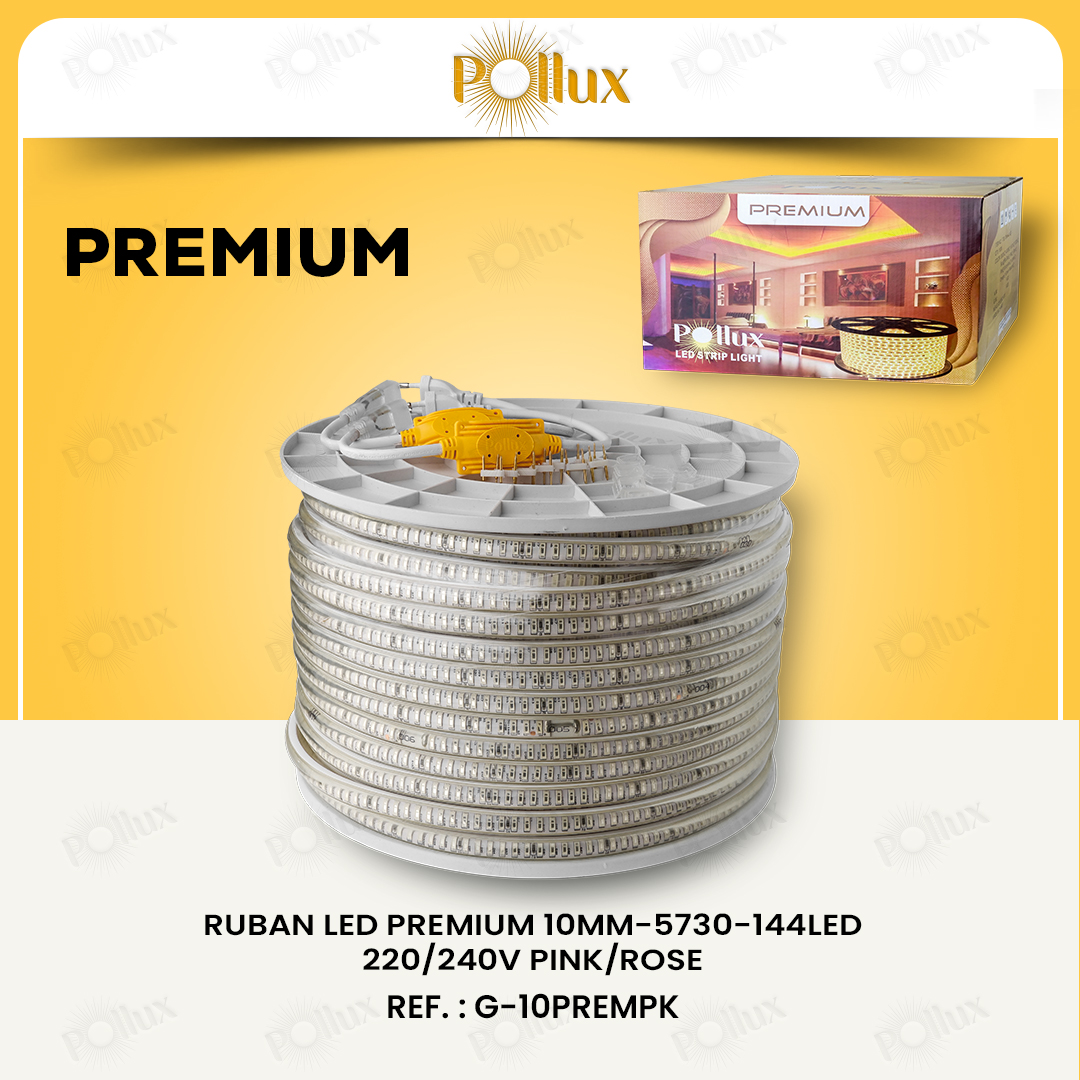 Pollux
PREMIUM
PREMIUM
Pollux
LED STRIP LIGHT
Pollux
RUBAN LED PREMIUM 10MM-5730-144LED
220/240V PINK/ROSE
REF. : G-10PREMPK